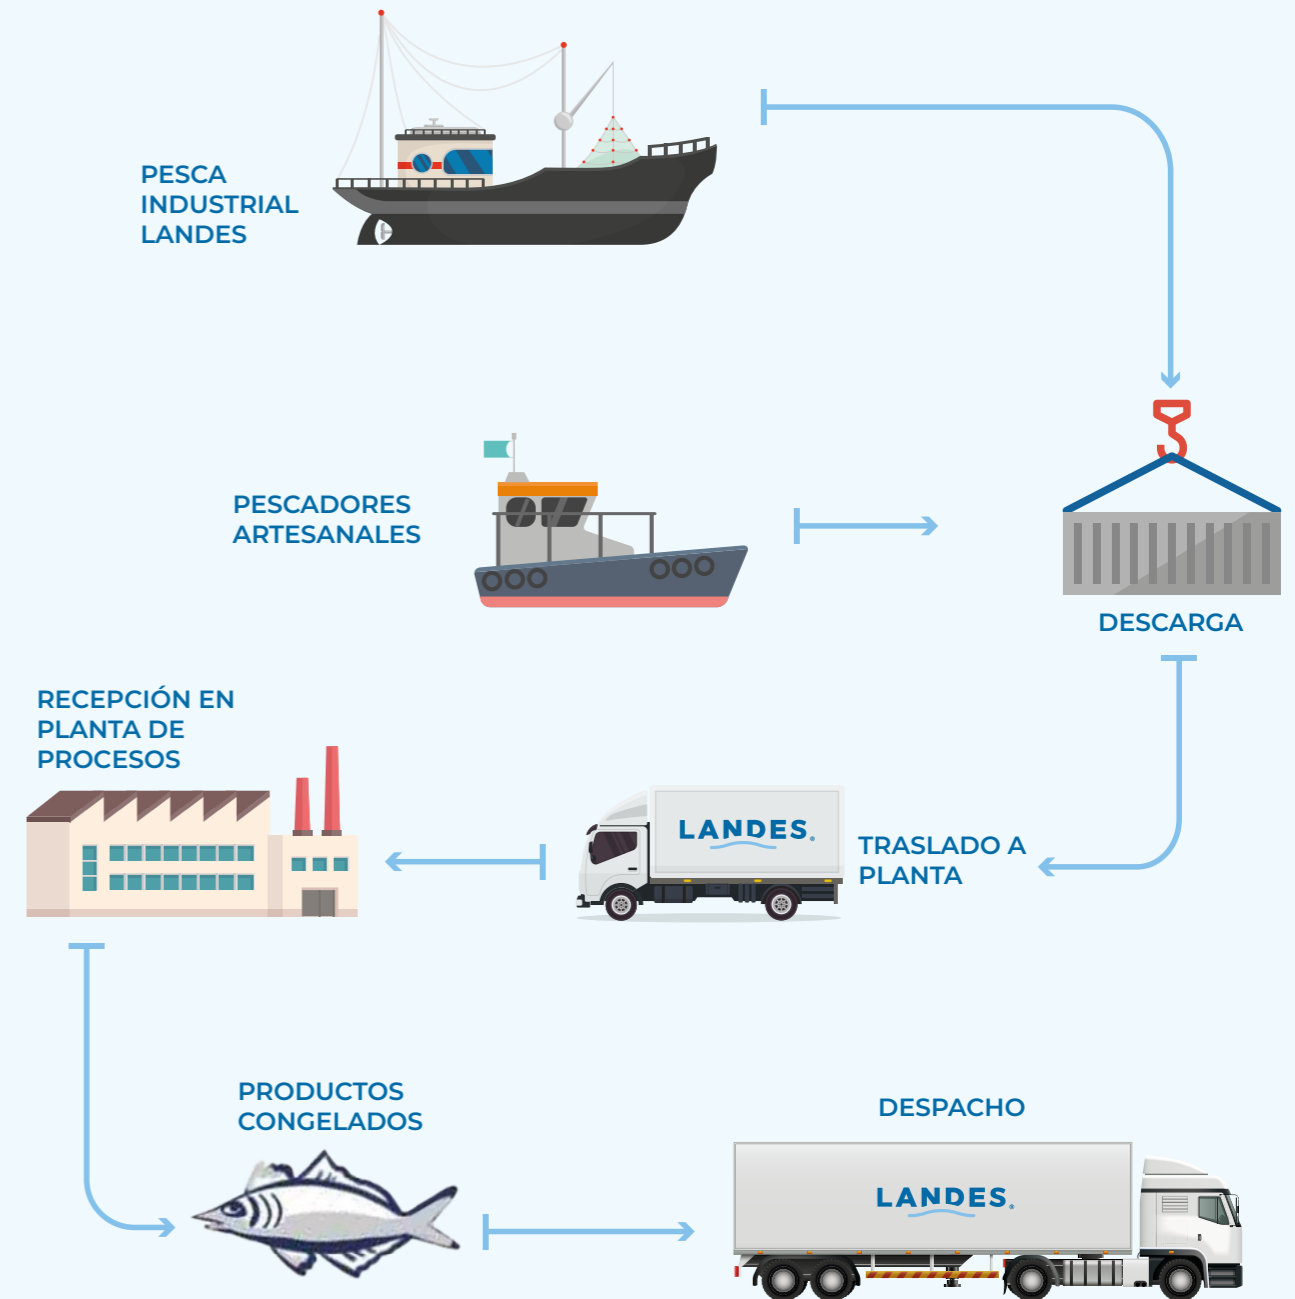 PESCA
INDUSTRIAL
LANDES
PESCADORES
ARTESANALES
DESCARGA
RECEPCIÓN EN
PLANTA DE
PROCESOS
LANDES.
TRASLADO A
PLANTA
PRODUCTOS
CONGELADOS
DESPACHO
LANDES.